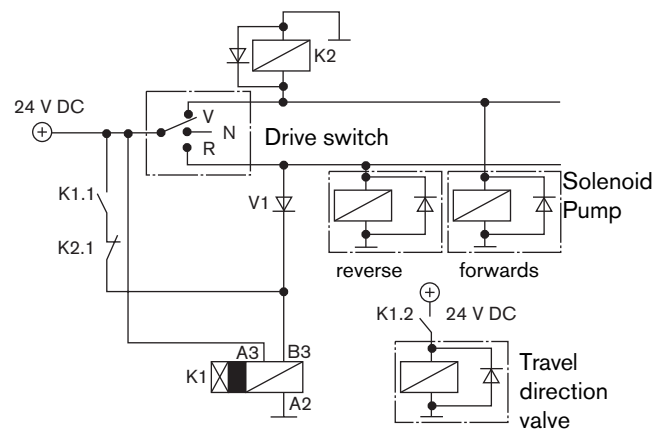 K2
24 V DC
V
N
R
Drive switch
K1.1
K2.1
V1
Solenoid
Pump
reverse
forwards
K1.2
24 V DC
A3
B3
K1
A2
Travel
direction
valve